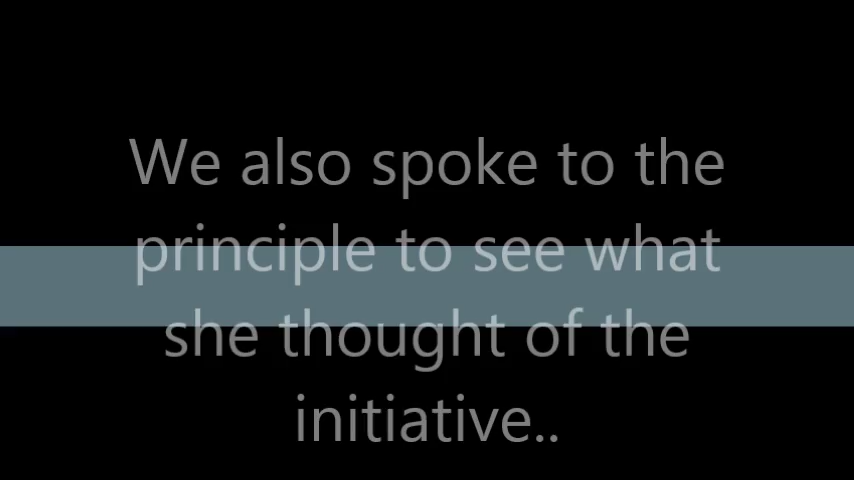 We also spoke to the
principle to see what
she thought of the
initiative..